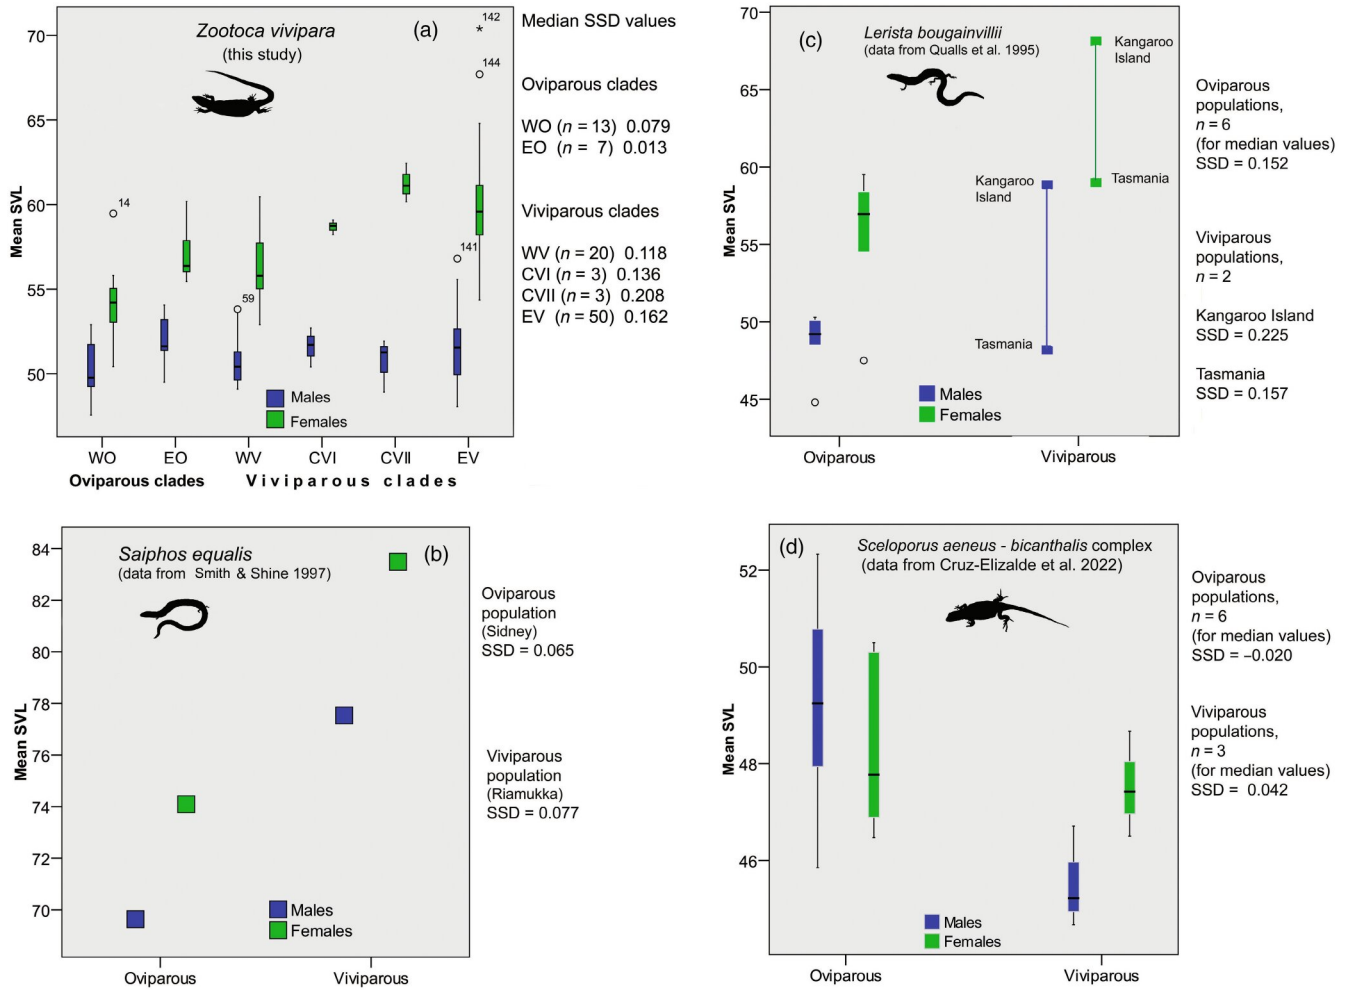 Zootoca vivipara
(this study)
(a)
Mean SVL
70
65
60
55
50
14
59
141
144
142
Males
Females
WO
EO
WV
CVI
CVII
EV
Oviparous clades
Viviparous clades
Median SSD values
Oviparous clades
WO (n = 13) 0.079
EO (n = 7) 0.013
Viviparous clades
WV (n = 20) 0.118
CVI (n = 3) 0.136
CVII (n = 3) 0.208
EV (n = 50) 0.162
Lerista bougainvillii
(data from Qualls et al. 1995)
(c)
Mean SVL
70
65
60
55
50
45
Kangaroo
Island
Tasmania
Kangaroo
Island
Tasmania
Males
Females
Oviparous
Viviparous
Oviparous
populations,
n = 6
(for median values)
SSD = 0.152
Viviparous
populations,
n = 2
Kangaroo Island
SSD = 0.225
Tasmania
SSD = 0.157
Saiphos equalis
(data from Smith & Shine 1997)
(b)
Mean SVL
84
82
80
78
76
74
72
70
Males
Females
Oviparous
Viviparous
Oviparous
population
(Sidney)
SSD = 0.065
Viviparous
population
(Riamukka)
SSD = 0.077
(d)
Sceloporus aeneus - bicanthalis complex
(data from Cruz-Elizalde et al. 2022)
Mean SVL
52
50
48
46
Males
Females
Oviparous
Viviparous
Oviparous
populations,
n = 6
(for median values)
SSD = –0.020
Viviparous
populations,
n = 3
(for median values)
SSD = 0.042